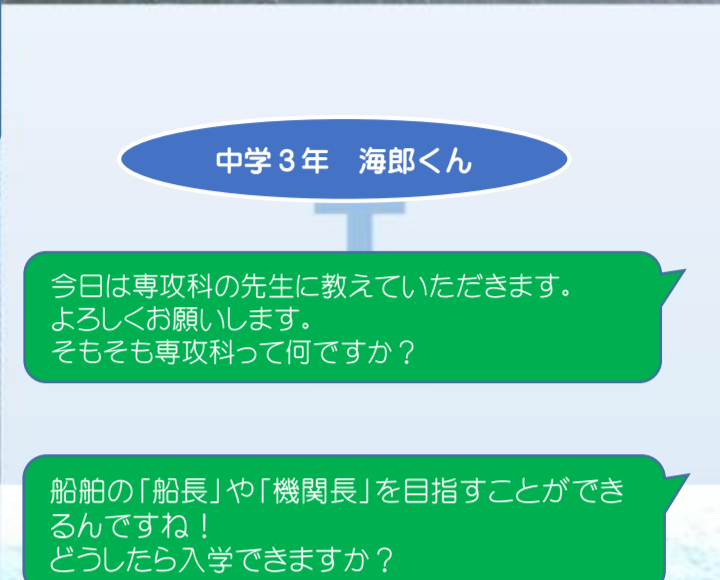 中学３年　海郎くん
今日は専攻科の先生に教えていただきます。
よろしくお願いします。
そもそも専攻科って何ですか？
船舶の「船長」や「機関長」を目指すことができ
るんですね！
どうしたら入学できますか？